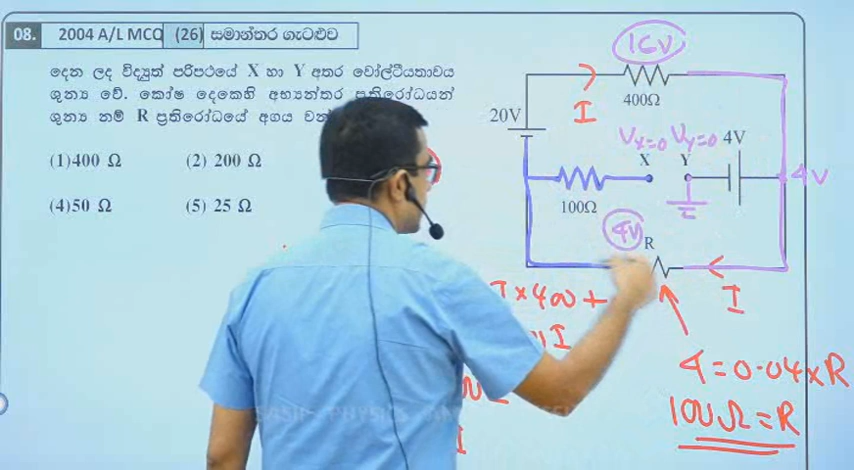 08. 2004 A/L MCQ (26) සමාන්තර ගැටළුව
දෙන ලද විද්‍යුත් පරිපථයේ X හා Y අතර වෝල්ටීයතාවය
ශුන්‍ය වේ. කෝෂ දෙකෙහි අභ්‍යන්තර ප්‍රතිරෝධයන්
ශුන්‍ය නම් R ප්‍රතිරෝධයේ අගය වන්
(1)400 Ω (2) 200 Ω
(4)50 Ω (5) 25 Ω
16V
400Ω
I
20V
Vx=0 Vy=0 4V
X Y
4V
100Ω
4V R
I × 400 +
I
I
4 = 0.04 × R
100Ω = R
I